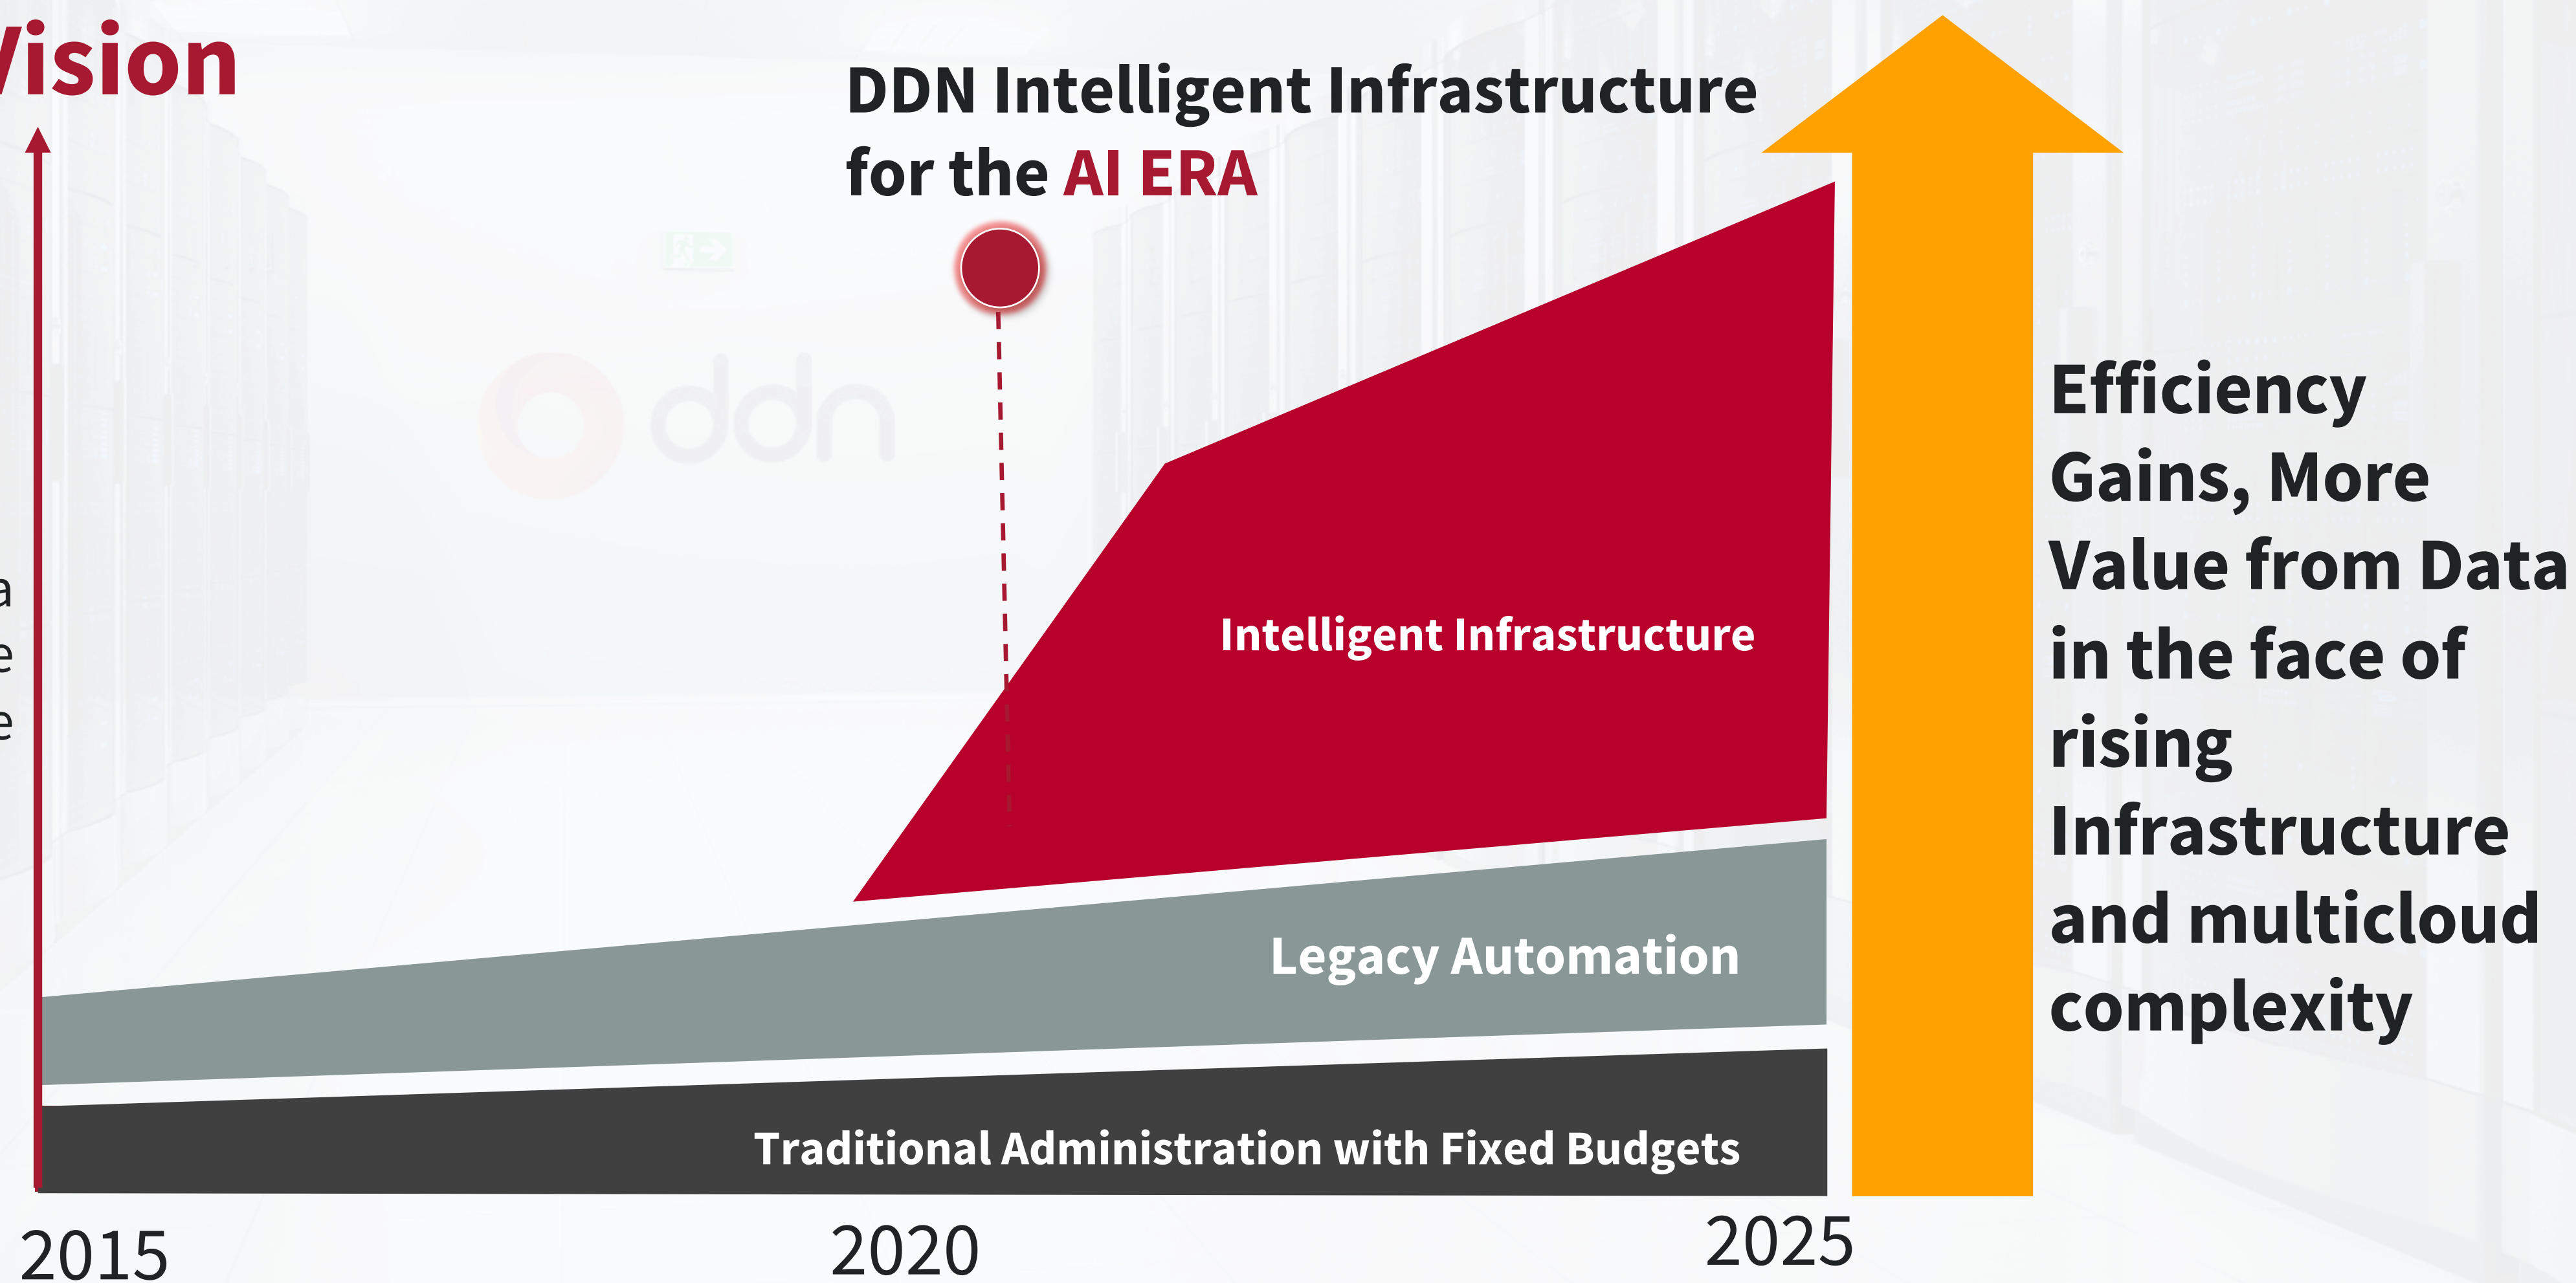 Vision
DDN Intelligent Infrastructure
for the AI ERA
ddn
a
e
e
Efficiency
Gains, More
Value from Data
in the face of
rising
Infrastructure
and multicloud
complexity
Intelligent Infrastructure
Legacy Automation
Traditional Administration with Fixed Budgets
2015
2020
2025